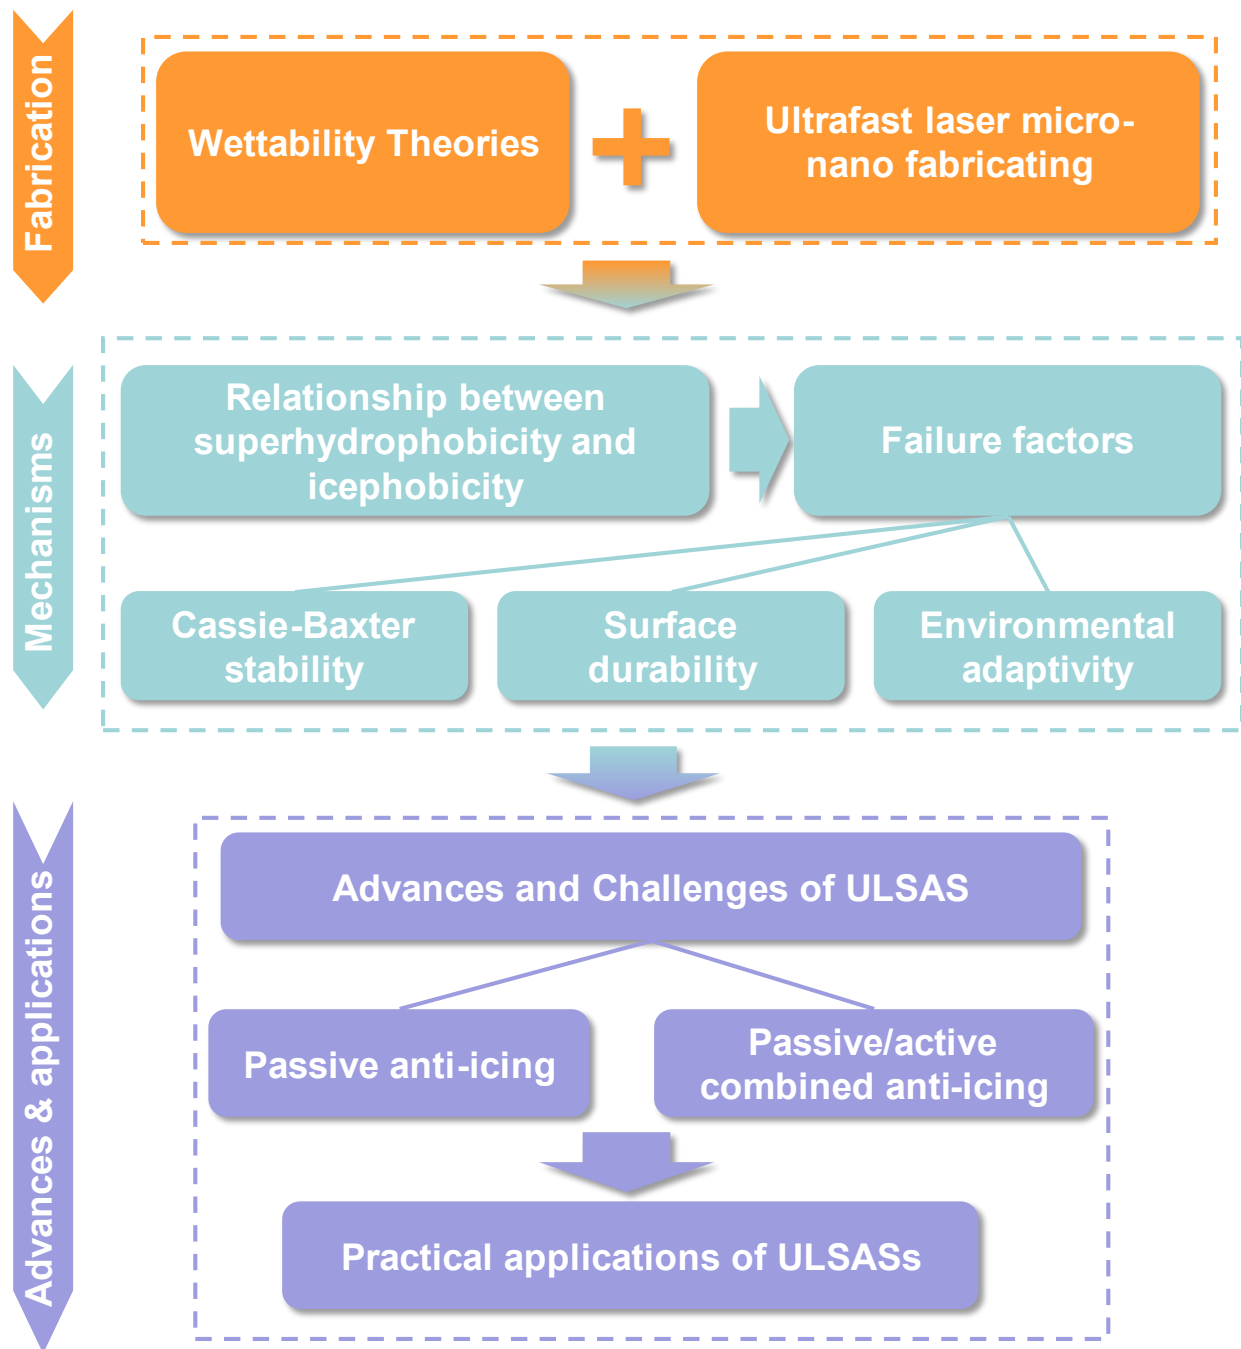 Fabrication
Wettability Theories
+
Ultrafast laser micro-
nano fabricating
Mechanisms
Relationship between
superhydrophobicity and
icephobicity
Failure factors
Cassie-Baxter
stability
Surface
durability
Environmental
adaptivity
Advances & applications
Advances and Challenges of ULSAS
Passive anti-icing
Passive/active
combined anti-icing
Practical applications of ULSASs